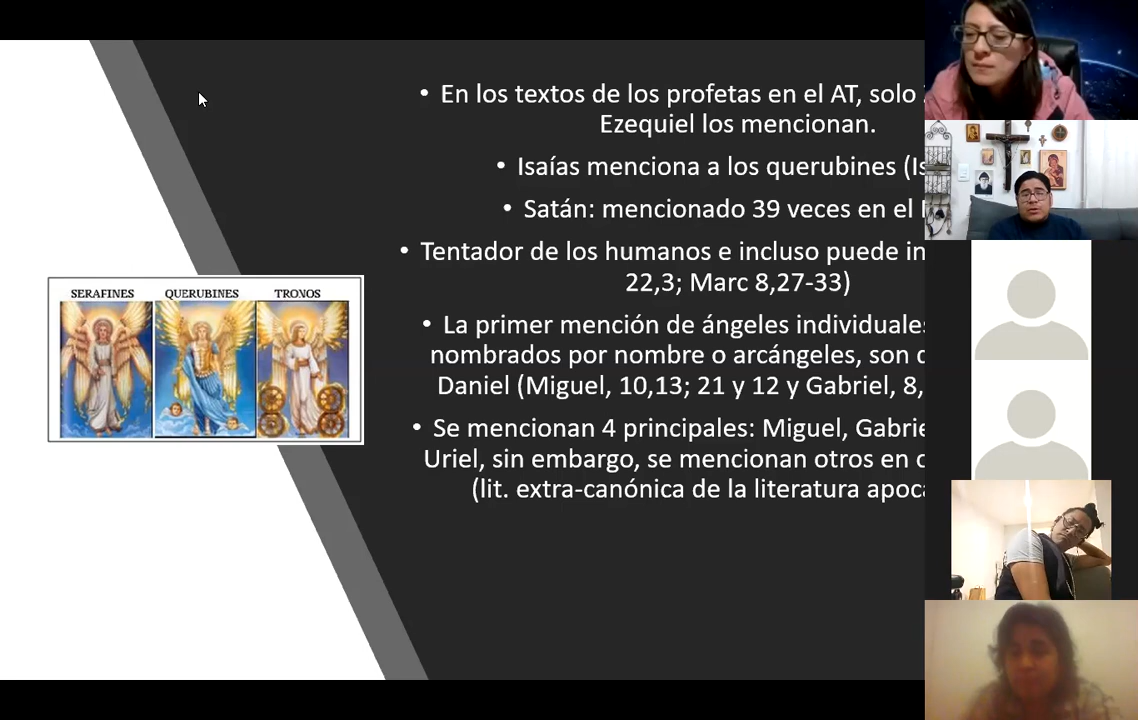 SERAFINES QUERUBINES TRONOS
• En los textos de los profetas en el AT, solo
Ezequiel los mencionan.
• Isaías menciona a los querubines (Is
• Satán: mencionado 39 veces en el
• Tentador de los humanos e incluso puede in
22,3; Marc 8,27-33)
• La primer mención de ángeles individuale
nombrados por nombre o arcángeles, son
Daniel (Miguel, 10,13; 21 y 12 y Gabriel, 8,
• Se mencionan 4 principales: Miguel, Gabrie
Uriel, sin embargo, se mencionan otros en
(lit. extra-canónica de la literatura apoca